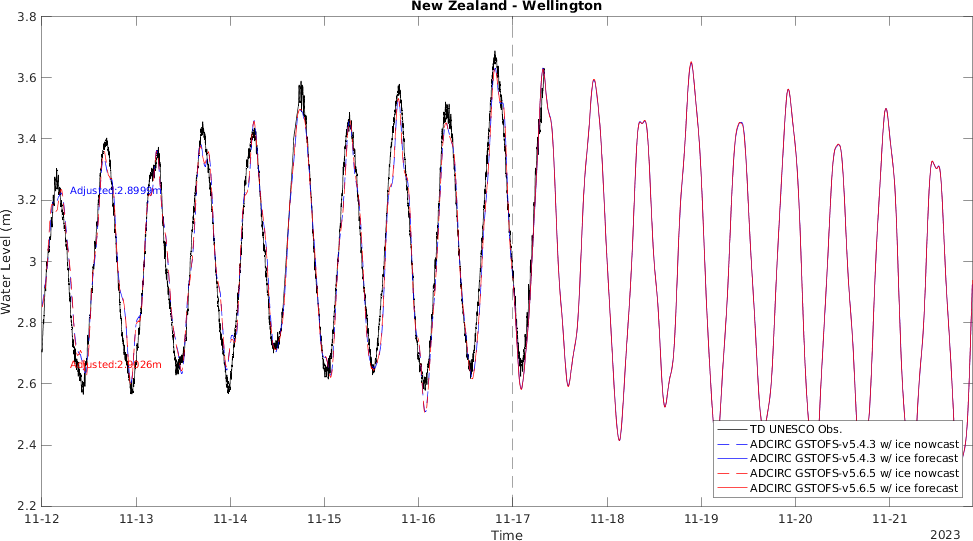 New Zealand - Wellington
3.8
3.6
3.4
3.2
3
2.8
2.6
2.4
2.2
Water Level (m)
Adjusted:2.8999m
Adjusted:2.9026m
TD UNESCO Obs.
ADCIRC GSTOFS-v5.4.3 w/ ice nowcast
ADCIRC GSTOFS-v5.4.3 w/ ice forecast
ADCIRC GSTOFS-v5.6.5 w/ ice nowcast
ADCIRC GSTOFS-v5.6.5 w/ ice forecast
11-12 11-13 11-14 11-15 11-16 11-17 11-18 11-19 11-20 11-21
Time
2023